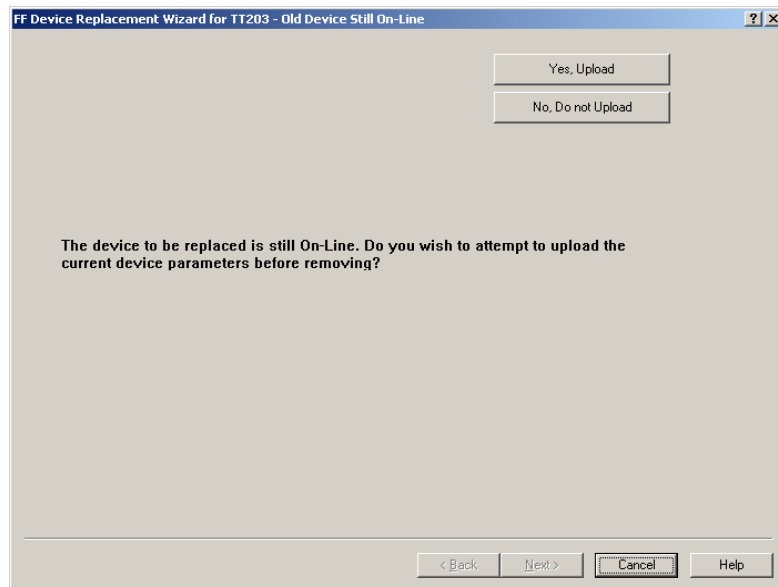 FF Device Replacement Wizard for TT203 - Old Device Still On-Line
Yes, Upload
No, Do not Upload
The device to be replaced is still On-Line. Do you wish to attempt to upload the
current device parameters before removing?
< Back
Next >
Cancel
Help